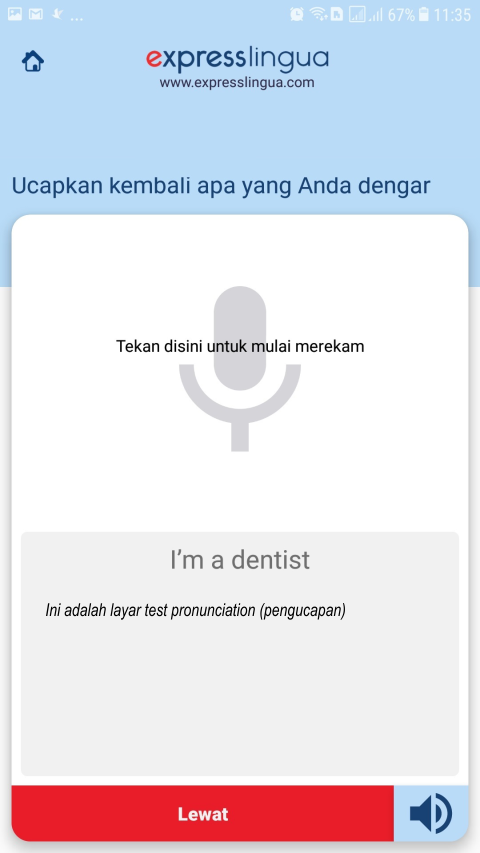 ... 67% 11:35
expresslingua
www.expresslingua.com
Ucapkan kembali apa yang Anda dengar
Tekan disini untuk mulai merekam
I'm a dentist
Ini adalah layar test pronunciation (pengucapan)
Lewat